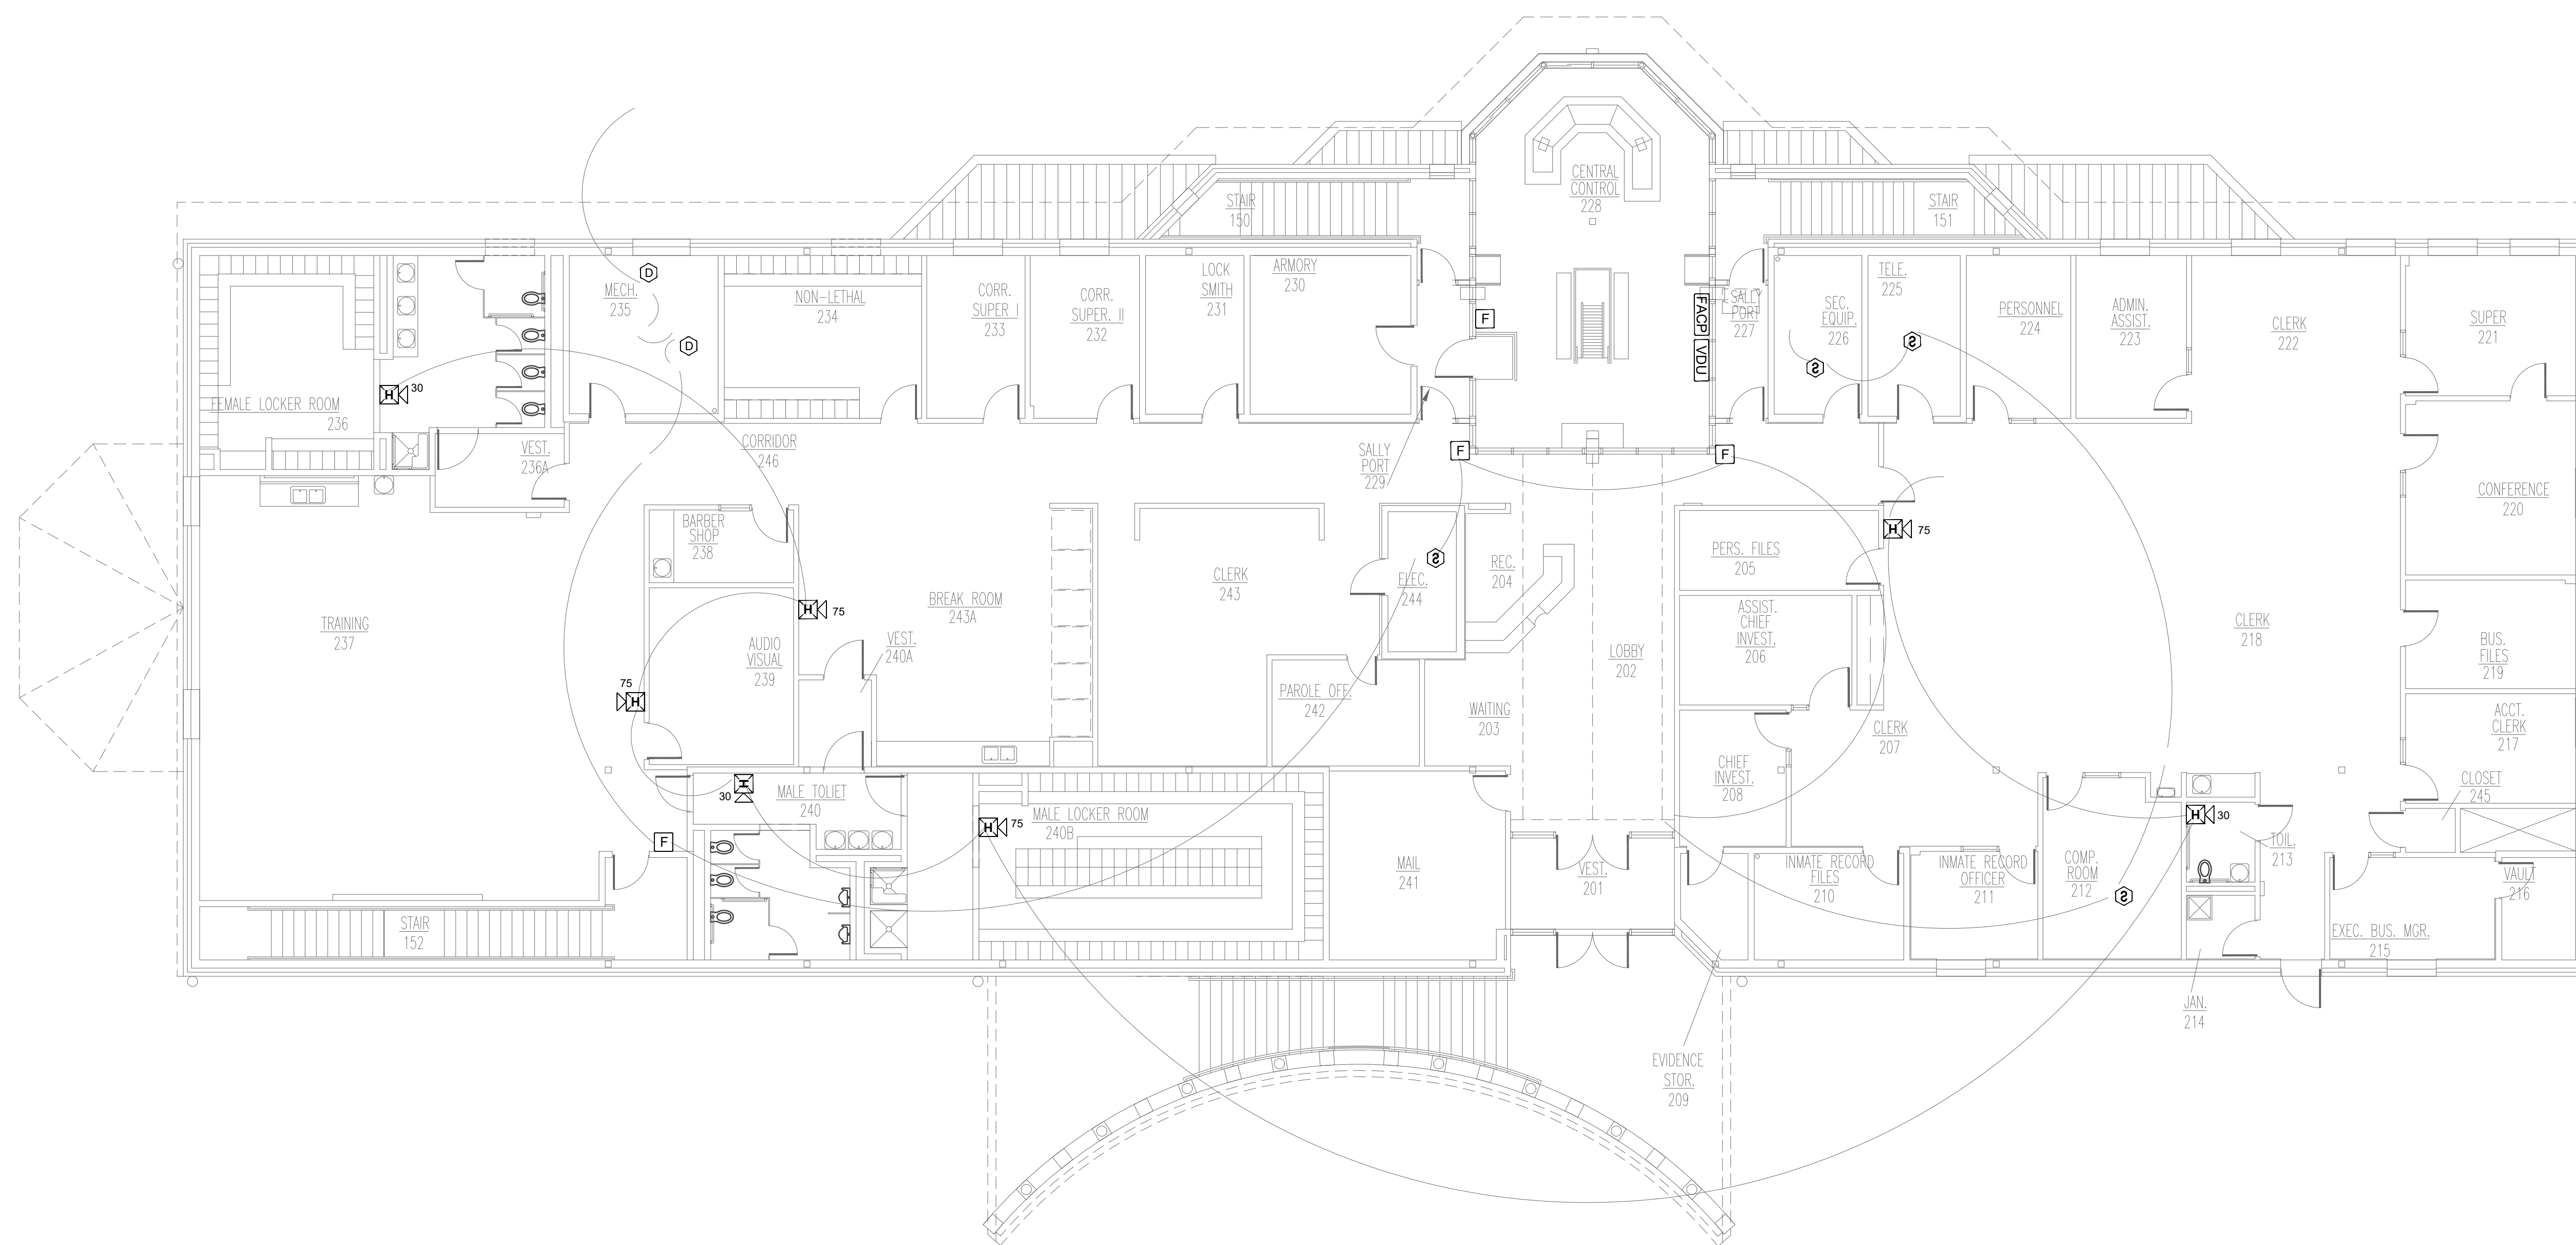 CENTRAL
CONTROL
228
STAIR
150
STAIR
151
MECH.
235
D
D
NON-LETHAL
234
CORR.
SUPER I
233
CORR.
SUPER. II
232
LOCK
SMITH
231
ARMORY
230
F
FACP
VDU
SALLY
PORT
227
SEC.
EQUIP.
226
S
TELE.
225
S
PERSONNEL
224
ADMIN.
ASSIST.
223
CLERK
222
SUPER
221
H
30
FEMALE LOCKER ROOM
236
VEST.
236A
CORRIDOR
246
SALLY
PORT
229
F
F
CONFERENCE
220
BARBER
SHOP
238
H
75
BREAK ROOM
243A
CLERK
243
S
ELEC.
244
REC.
204
PERS. FILES
205
H
75
TRAINING
237
AUDIO
VISUAL
239
VEST.
240A
ASSIST.
CHIEF
INVEST.
206
LOBBY
202
CLERK
218
BUS.
FILES
219
75
H
PAROLE OFF.
242
WAITING
203
CLERK
207
ACCT.
CLERK
217
H
30
MALE TOLIET
240
H
75
MALE LOCKER ROOM
240B
CHIEF
INVEST.
208
CLOSET
245
F
MAIL
241
VEST.
201
INMATE RECORD
FILES
210
INMATE RECORD
OFFICER
211
COMP.
ROOM
212
S
H
30
TOIL.
213
VAULT
216
STAIR
152
EXEC. BUS. MGR.
215
JAN.
214
EVIDENCE
STOR.
209